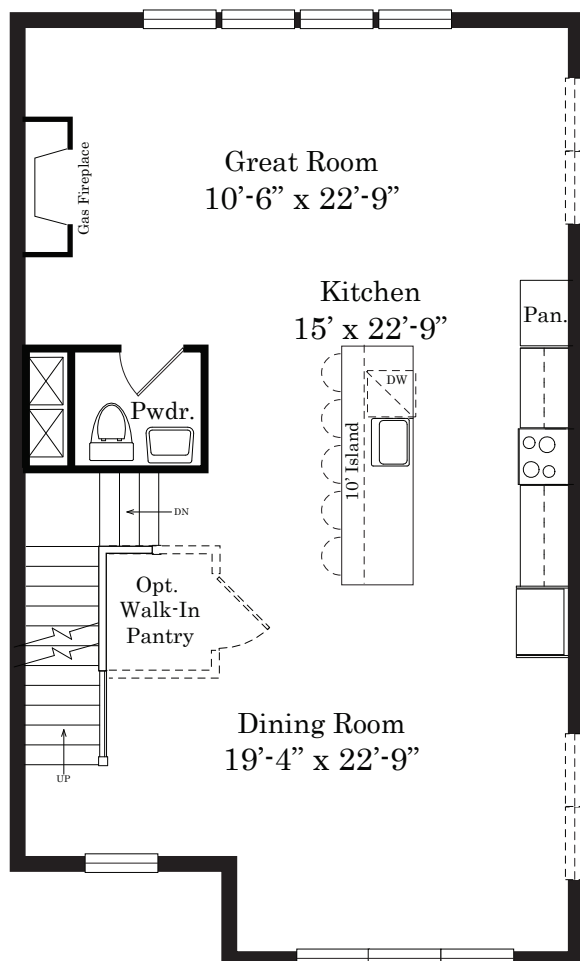 Great Room
10’-6” x 22’-9”
Gas Fireplace
Kitchen
15’ x 22’-9”
Pan.
DW
Pwdr.
10’ Island
DN
Opt.
Walk-In
Pantry
Dining Room
19’-4” x 22’-9”
UP